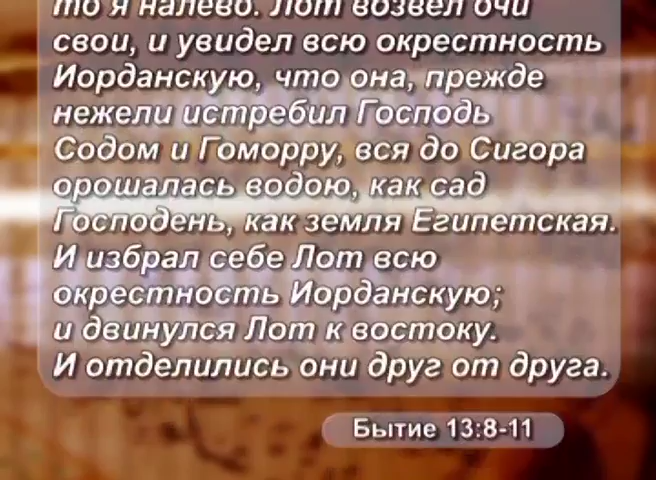 то я налево. Лот возвел очи
свои, и увидел всю окрестность
Иорданскую, что она, прежде
нежели истребил Господь
Содом и Гоморру, вся до Сигора
орошалась водою, как сад
Господень, как земля Египетская.
И избрал себе Лот всю
окрестность Иорданскую;
и двинулся Лот к востоку.
И отделились они друг от друга.
Бытие 13:8-11